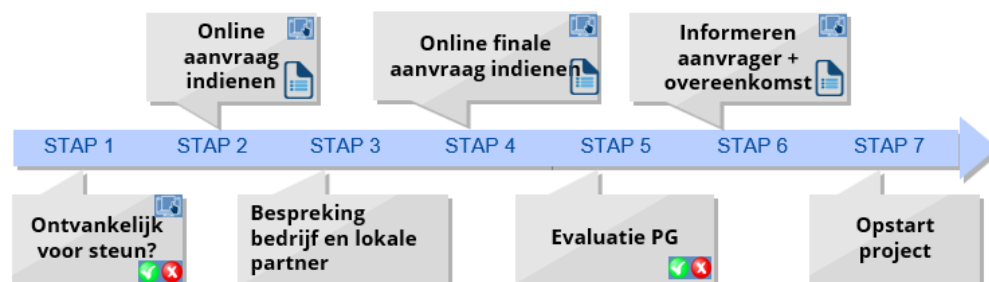 Online
aanvraag
indienen
Online finale
aanvraag indienen
Informeren
aanvrager +
overeenkomst
STAP 1
STAP 2
STAP 3
STAP 4
STAP 5
STAP 6
STAP 7
Ontvankelijk
voor steun?
Bespreking
bedrijf en lokale
partner
Evaluatie PG
Opstart
project